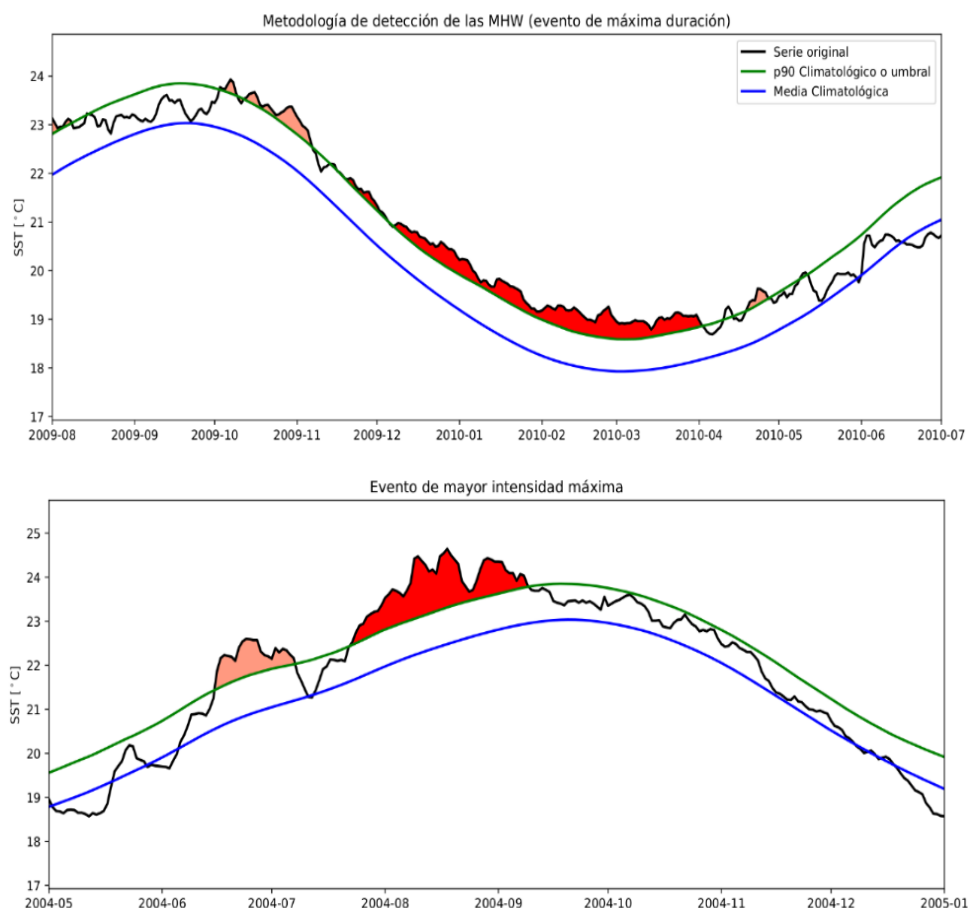 Metodología de detección de las MHW (evento de máxima duración)
Serie original
p90 Climatológico o umbral
Media Climatológica
SST [°C]
24
23
22
21
20
19
18
17
2009-08 2009-09 2009-10 2009-11 2009-12 2010-01 2010-02 2010-03 2010-04 2010-05 2010-06 2010-07
Evento de mayor intensidad máxima
SST [°C]
25
24
23
22
21
20
19
18
17
2004-05 2004-06 2004-07 2004-08 2004-09 2004-10 2004-11 2004-12 2005-01